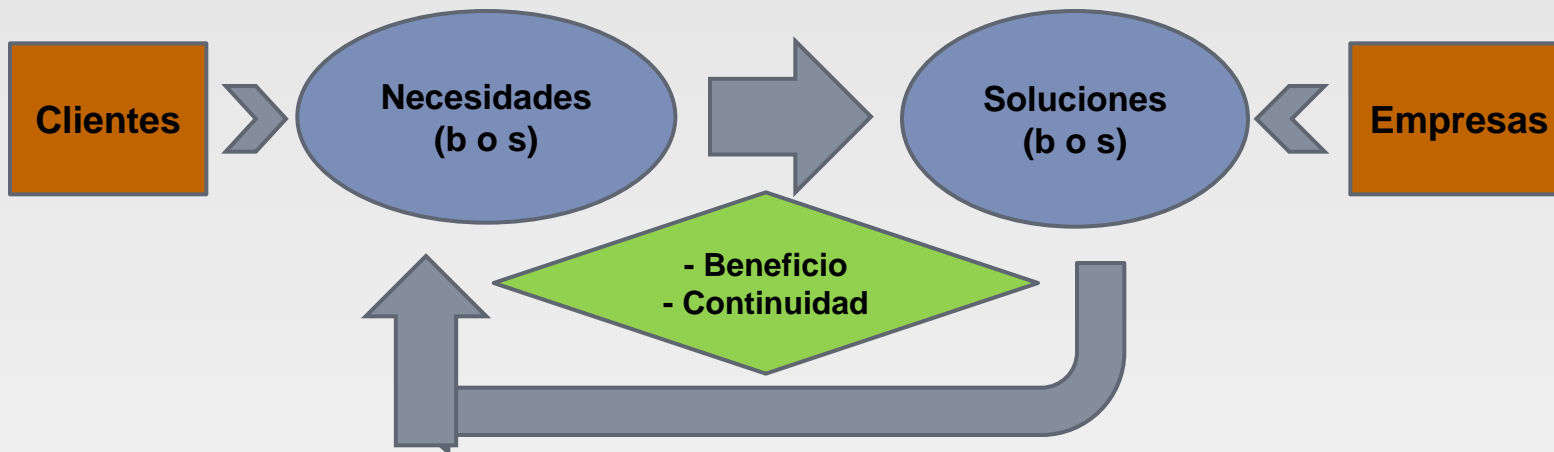 Clientes
Necesidades
(b o s)
Soluciones
(b o s)
Empresas
- Beneficio
- Continuidad